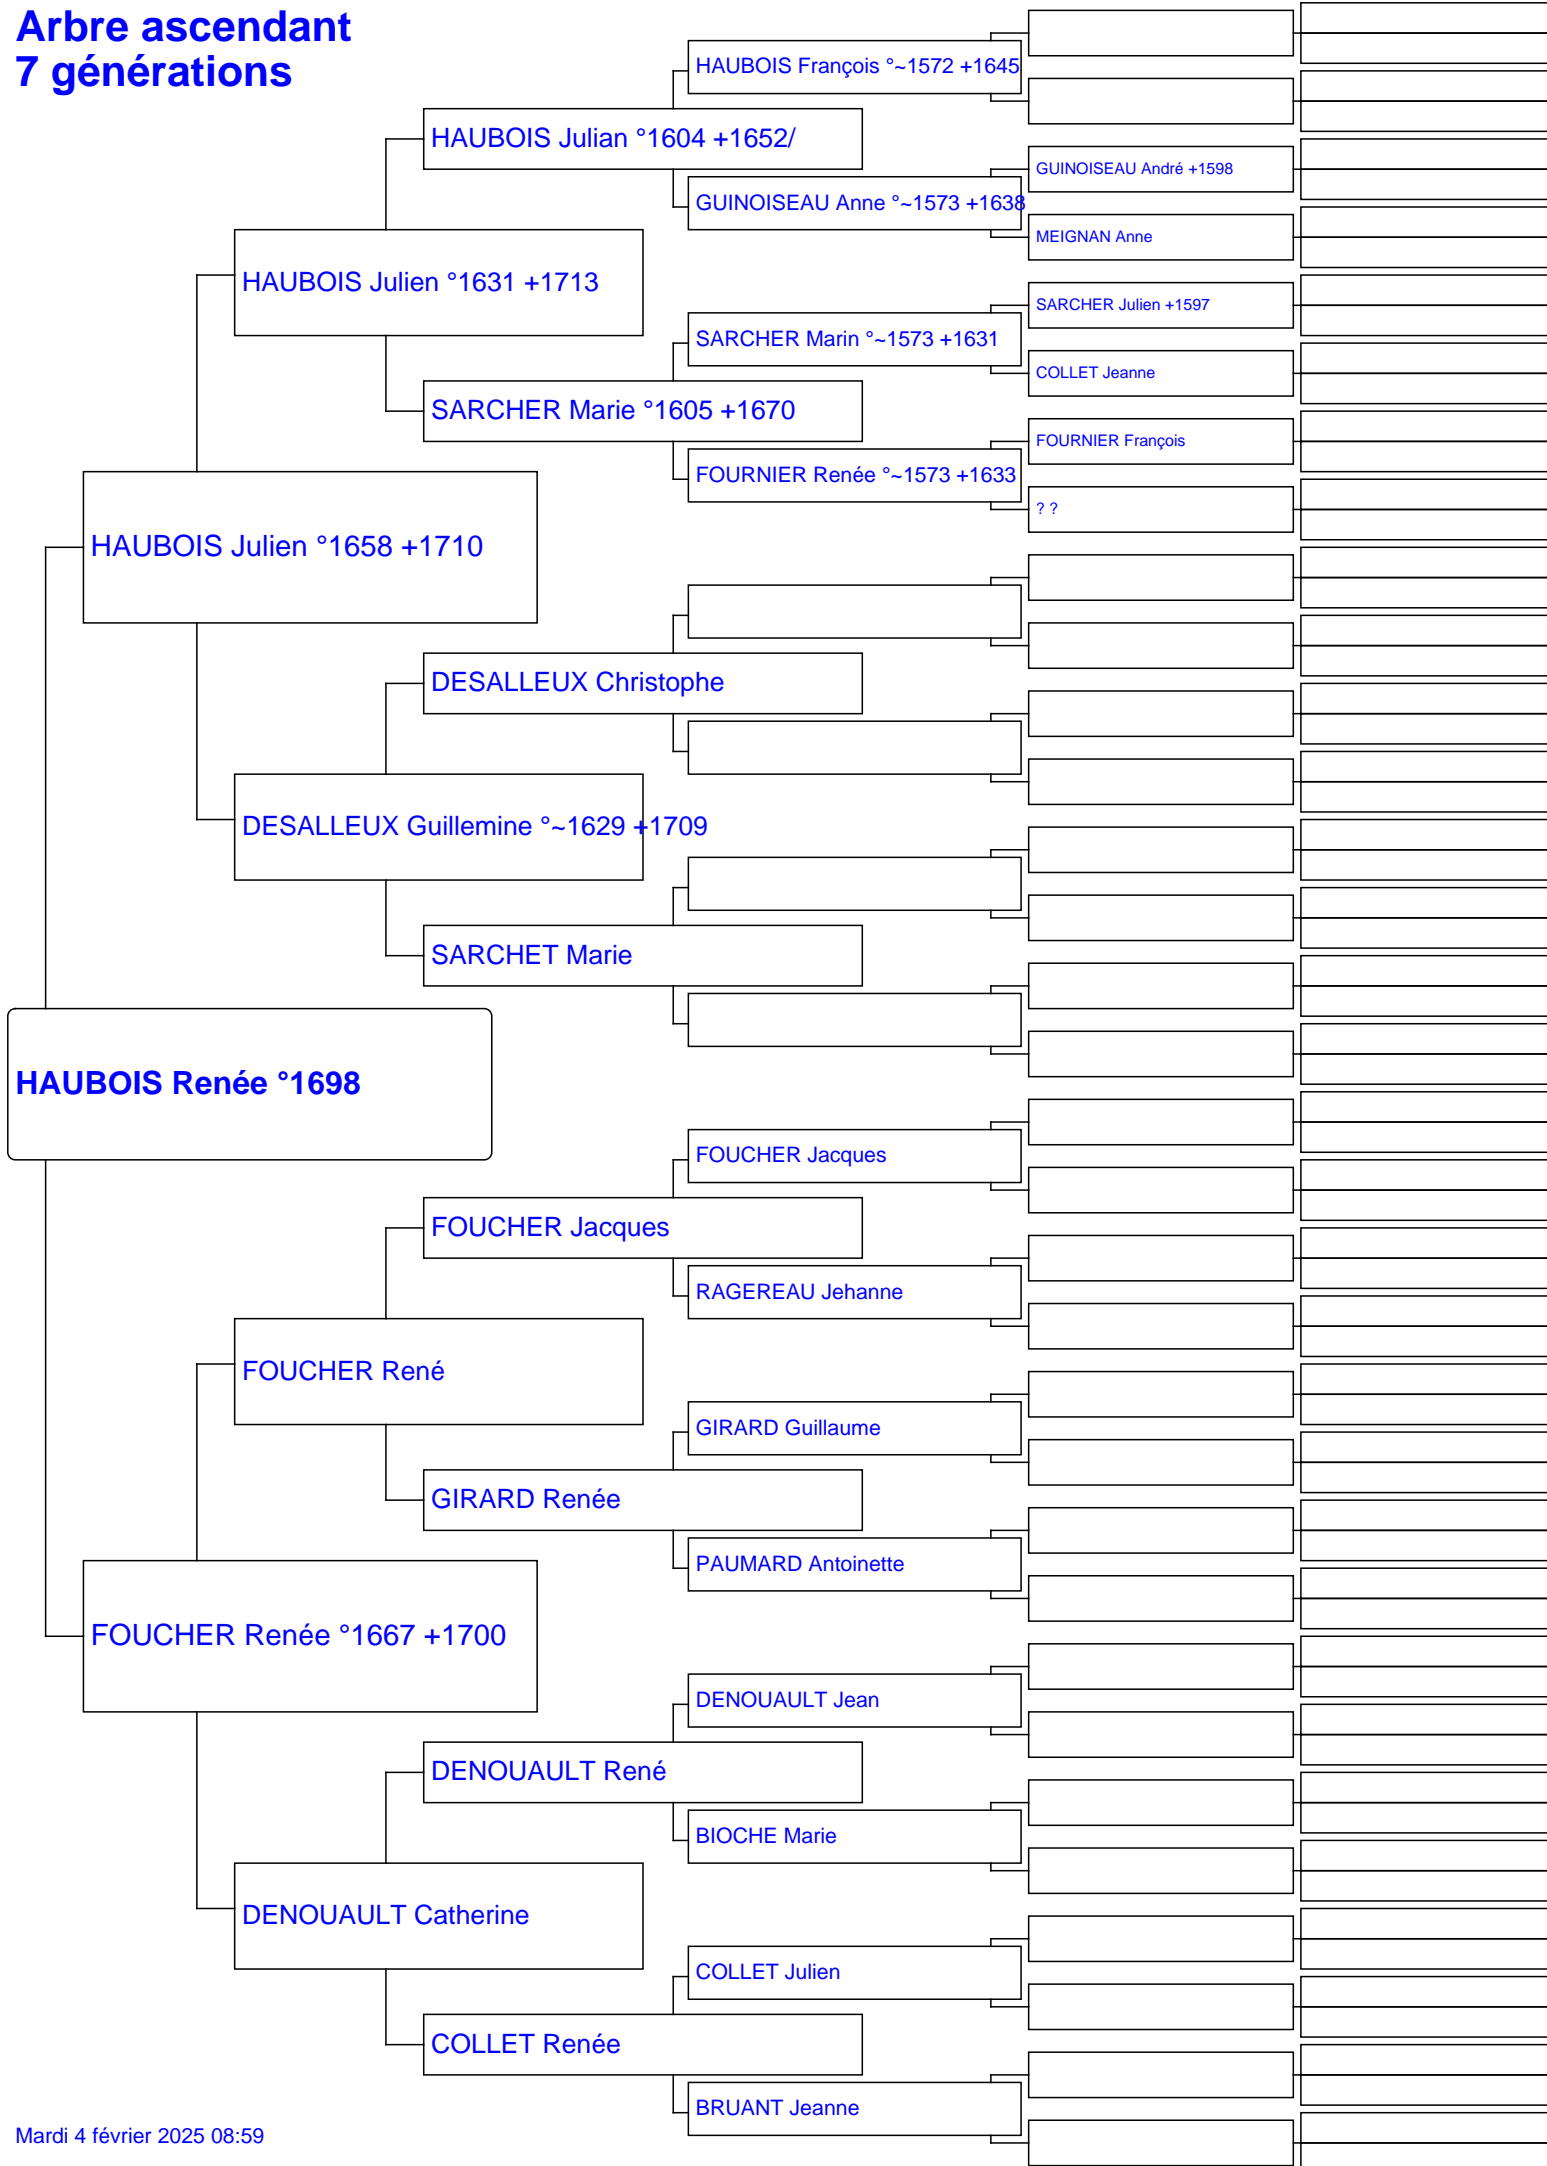 Arbre ascendant
7 générations
HAUBOIS François °~1572 +1645
HAUBOIS Julian °1604 +1652/
GUINOISEAU André +1598
GUINOISEAU Anne °~1573 +1638
MEIGNAN Anne
HAUBOIS Julien °1631 +1713
SARCHER Julien +1597
SARCHER Marin °~1573 +1631
COLLET Jeanne
SARCHER Marie °1605 +1670
FOURNIER François
FOURNIER Renée °~1573 +1633
? ?
HAUBOIS Julien °1658 +1710
DESALLEUX Christophe
DESALLEUX Guillemine °~1629 +1709
SARCHET Marie
HAUBOIS Renée °1698
FOUCHER Jacques
FOUCHER Jacques
RAGEREAU Jehanne
FOUCHER René
GIRARD Guillaume
GIRARD Renée
PAUMARD Antoinette
FOUCHER Renée °1667 +1700
DENOUAULT Jean
DENOUAULT René
BIOCHE Marie
DENOUAULT Catherine
COLLET Julien
COLLET Renée
BRUANT Jeanne
Mardi 4 février 2025 08:59